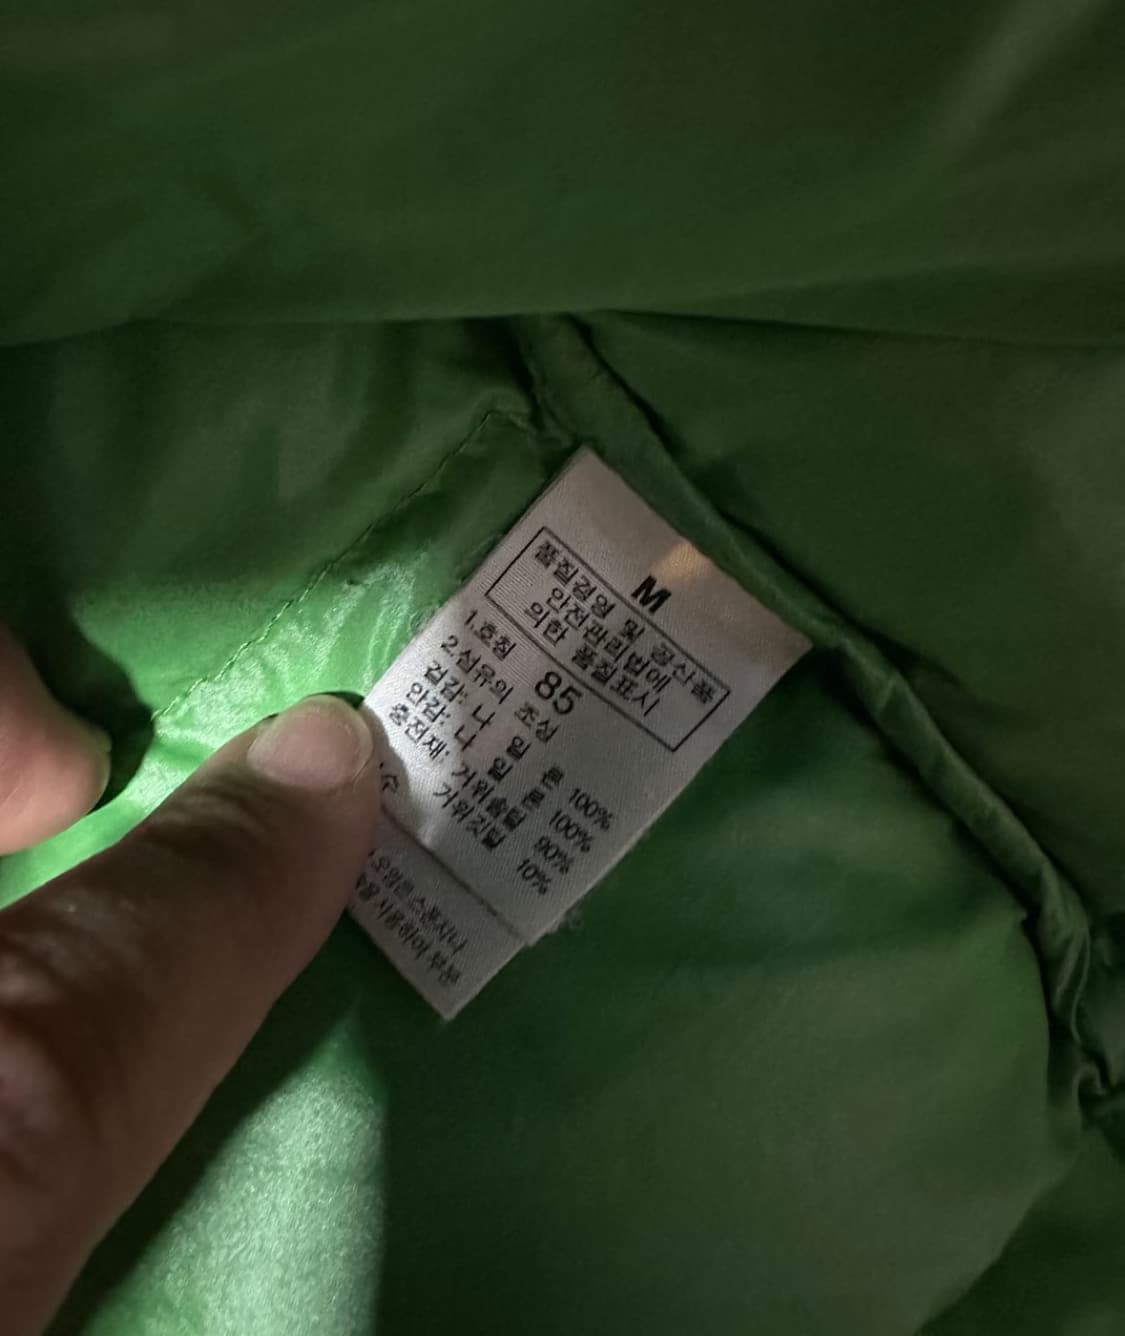 M
품질경영 및 공산품
안전관리법에
의한 품질표시
1.호칭 85
2.섬유의 조성
겉감: 나 일 론 100%
안감: 나 일 론 100%
충전재: 거위솜털 90%
거위깃털 10%
부분